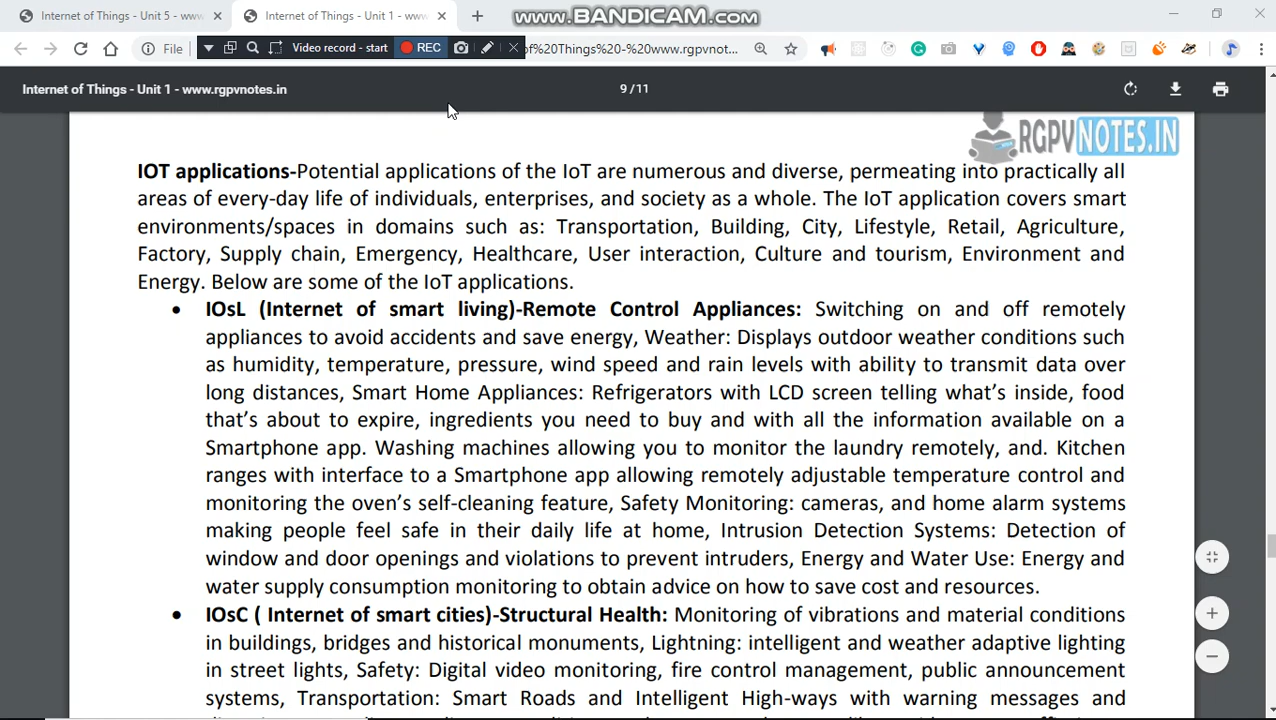 Internet of Things - Unit 5 - www
Internet of Things - Unit 1 - www
www.BANDICAM.com
File
Video record - start
REC
of%20Things%20-%20www.rgpvnot...
Internet of Things - Unit 1 - www.rgpvnotes.in
9 / 11
RGPVNOTES.IN
IOT applications-Potential applications of the IoT are numerous and diverse, permeating into practically all
areas of every-day life of individuals, enterprises, and society as a whole. The IoT application covers smart
environments/spaces in domains such as: Transportation, Building, City, Lifestyle, Retail, Agriculture,
Factory, Supply chain, Emergency, Healthcare, User interaction, Culture and tourism, Environment and
Energy. Below are some of the IoT applications.
• IOsL (Internet of smart living)-Remote Control Appliances: Switching on and off remotely
appliances to avoid accidents and save energy, Weather: Displays outdoor weather conditions such
as humidity, temperature, pressure, wind speed and rain levels with ability to transmit data over
long distances, Smart Home Appliances: Refrigerators with LCD screen telling what's inside, food
that's about to expire, ingredients you need to buy and with all the information available on a
Smartphone app. Washing machines allowing you to monitor the laundry remotely, and. Kitchen
ranges with interface to a Smartphone app allowing remotely adjustable temperature control and
monitoring the oven's self-cleaning feature, Safety Monitoring: cameras, and home alarm systems
making people feel safe in their daily life at home, Intrusion Detection Systems: Detection of
window and door openings and violations to prevent intruders, Energy and Water Use: Energy and
water supply consumption monitoring to obtain advice on how to save cost and resources.
• IOsC ( Internet of smart cities)-Structural Health: Monitoring of vibrations and material conditions
in buildings, bridges and historical monuments, Lightning: intelligent and weather adaptive lighting
in street lights, Safety: Digital video monitoring, fire control management, public announcement
systems, Transportation: Smart Roads and Intelligent High-ways with warning messages and